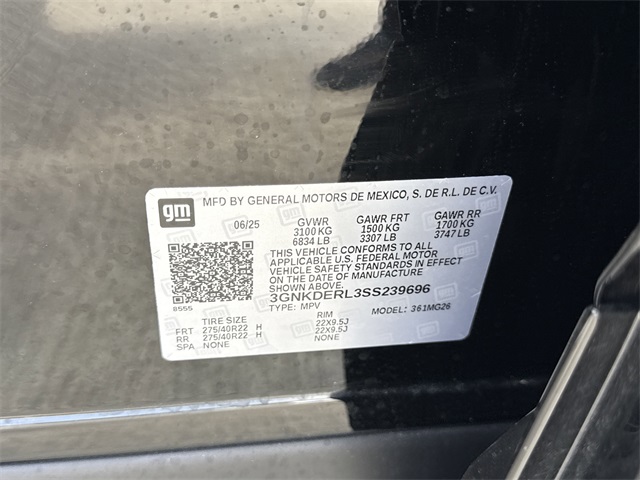 gm
MFD BY GENERAL MOTORS DE MEXICO, S. DE R.L. DE C.V.
06/25 GVWR GAWR FRT GAWR RR
3100 KG 1500 KG 1700 KG
6834 LB 3307 LB 3747 LB
THIS VEHICLE CONFORMS TO ALL
APPLICABLE U.S. FEDERAL MOTOR
VEHICLE SAFETY STANDARDS IN EFFECT
ON THE DATE OF MANUFACTURE
SHOWN ABOVE.
3GNKDERL3SS239696
8555 TYPE: MPV MODEL: 361MG26
TIRE SIZE RIM
FRT 275/40R22 H 22X9.5J
RR 275/40R22 H 22X9.5J
SPA NONE NONE